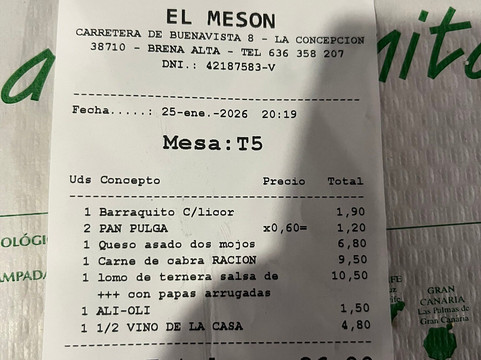 EL MESON
CARRETERA DE BUENAVISTA 8 - LA CONCEPCION
38710 - BRENA ALTA - TEL 636 358 207
DNI.: 42187583-V
Fecha.....: 25-ene.-2026 20:19
Mesa:T5
Uds Concepto Precio Total
1 Barraquito C/licor 1,90
2 PAN PULGA x0,60= 1,20
1 Queso asado dos mojos 6,80
1 Carne de cabra RACION 9,50
1 lomo de ternera salsa de 10,50
+++ con papas arrugadas
1 ALI-OLI 1,50
1 1/2 VINO DE LA CASA 4,80
GRAN
CANARIA
Las Palmas de
Gran Canaria